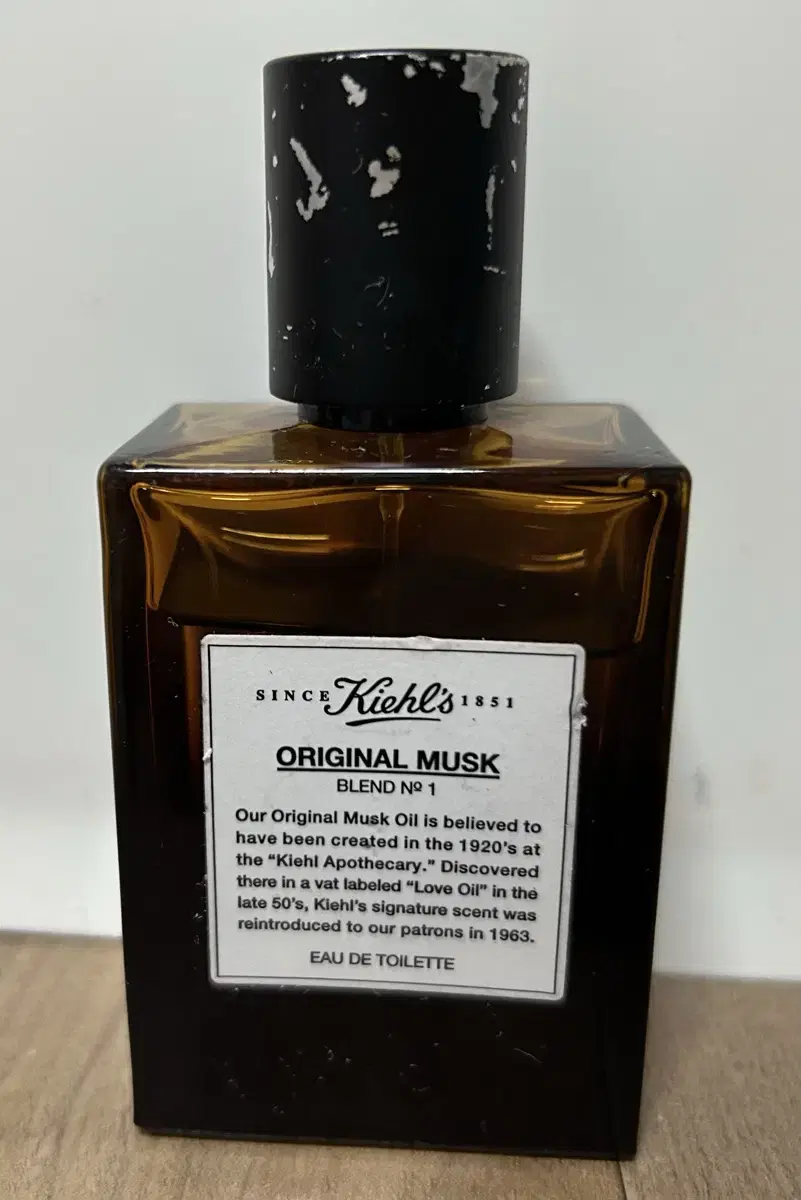 SINCE Kiehl's 1851
ORIGINAL MUSK
BLEND Nº 1
Our Original Musk Oil is believed to
have been created in the 1920's at
the “Kiehl Apothecary.” Discovered
there in a vat labeled “Love Oil” in the
late 50's, Kiehl's signature scent was
reintroduced to our patrons in 1963.
EAU DE TOILETTE